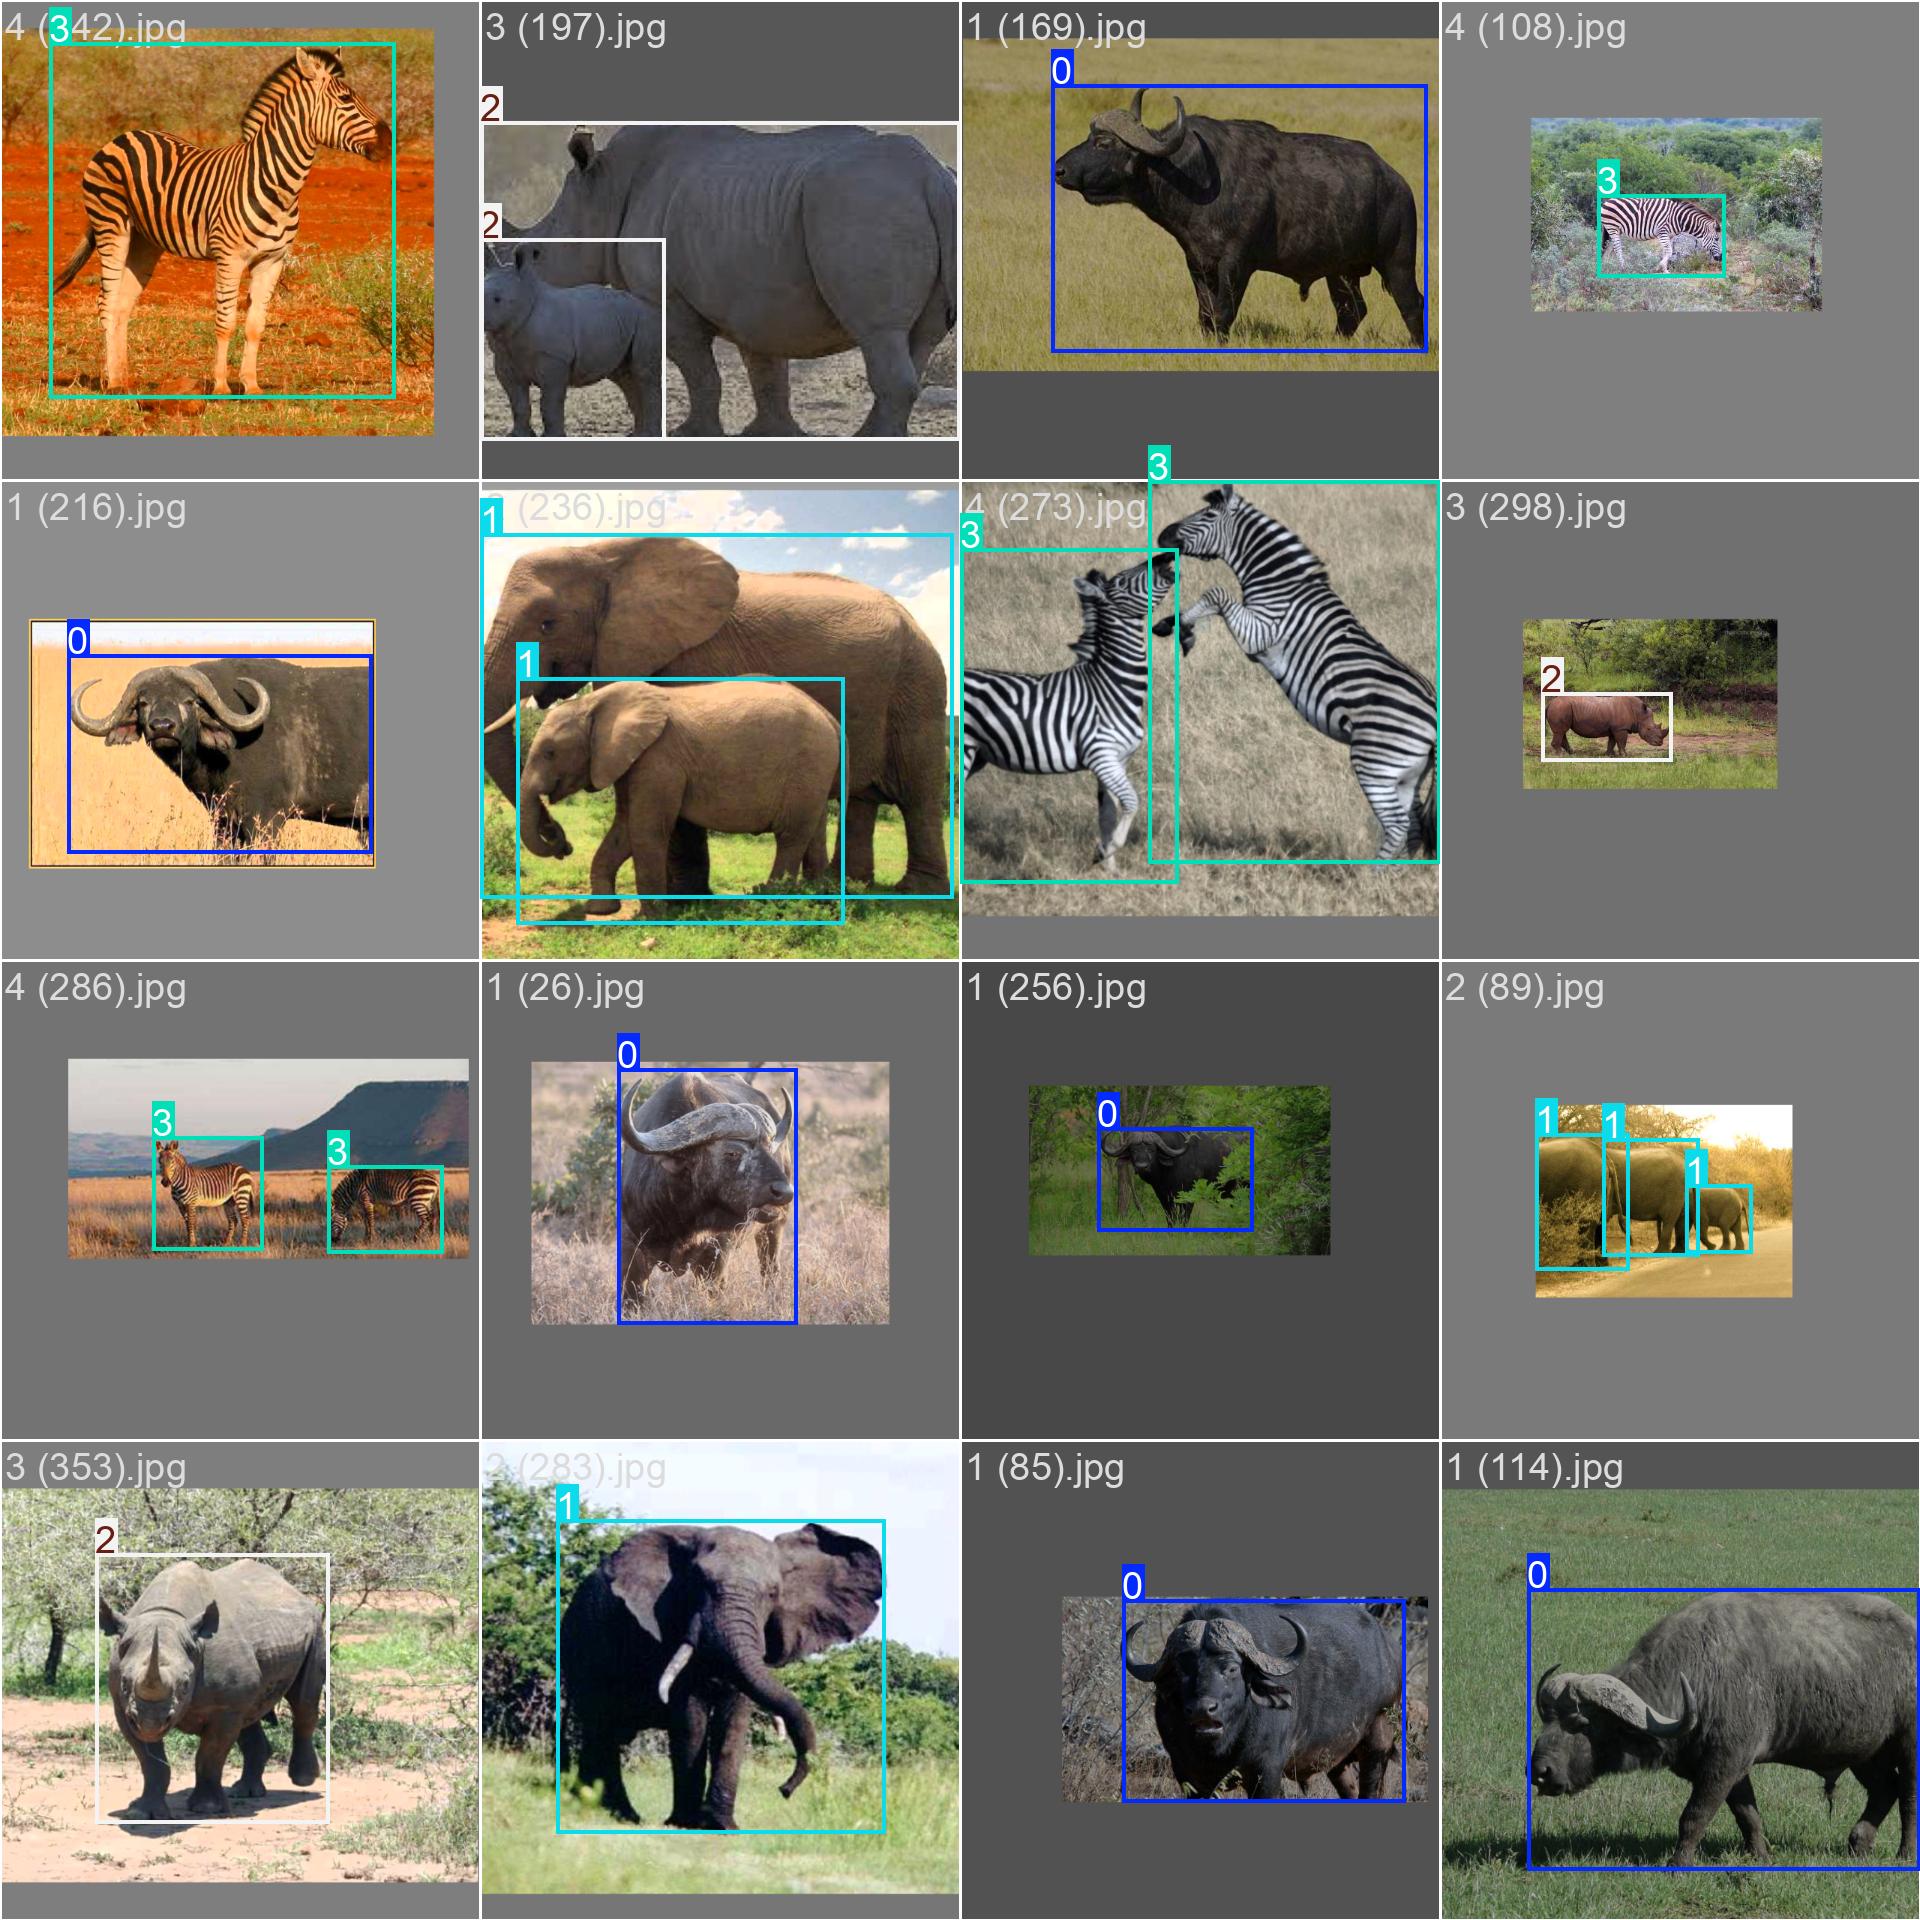 4 (342).jpg
3
3 (197).jpg
2
2
1 (169).jpg
0
4 (108).jpg
3
1 (216).jpg
0
(236).jpg
1
1
4 (273).jpg
3
3
3 (298).jpg
2
4 (286).jpg
3
3
1 (26).jpg
0
1 (256).jpg
0
2 (89).jpg
1
1
1
3 (353).jpg
2
2 (283).jpg
1
1 (85).jpg
0
1 (114).jpg
0